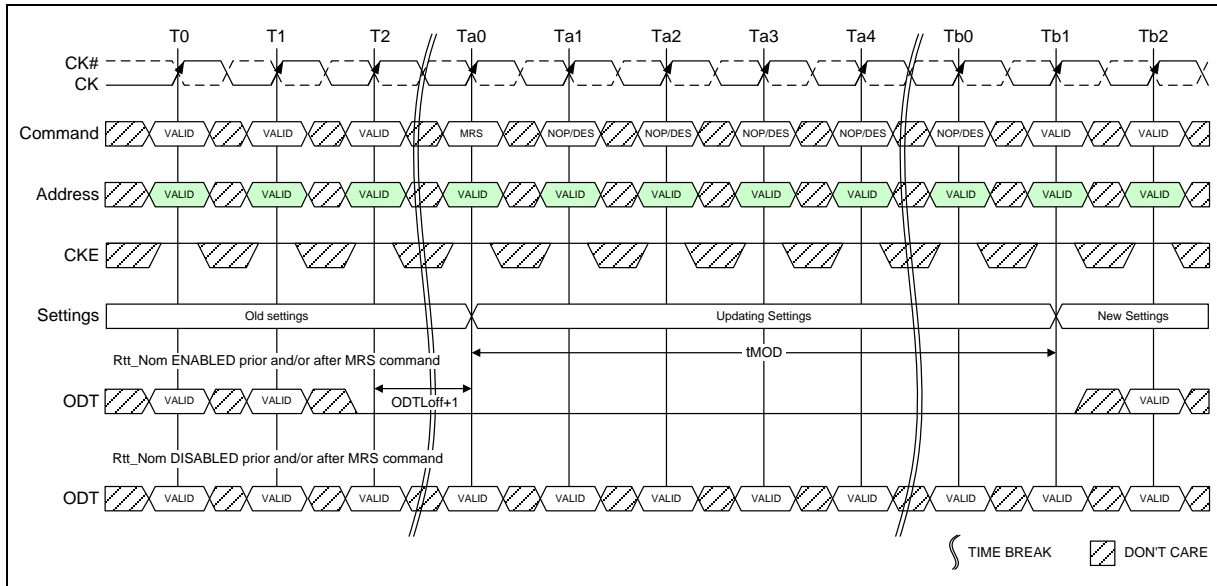 T0 T1 T2 Ta0 Ta1 Ta2 Ta3 Ta4 Tb0 Tb1 Tb2
CK#
CK
Command VALID VALID VALID MRS NOP/DES NOP/DES NOP/DES NOP/DES NOP/DES VALID VALID
Address VALID VALID VALID VALID VALID VALID VALID VALID VALID VALID VALID
CKE
Settings Old settings Updating Settings New Settings
Rtt_Nom ENABLED prior and/or after MRS command tMOD
ODTLoff+1
ODT VALID VALID VALID
Rtt_Nom DISABLED prior and/or after MRS command
ODT VALID VALID VALID VALID VALID VALID VALID VALID VALID VALID VALID
TIME BREAK DON'T CARE